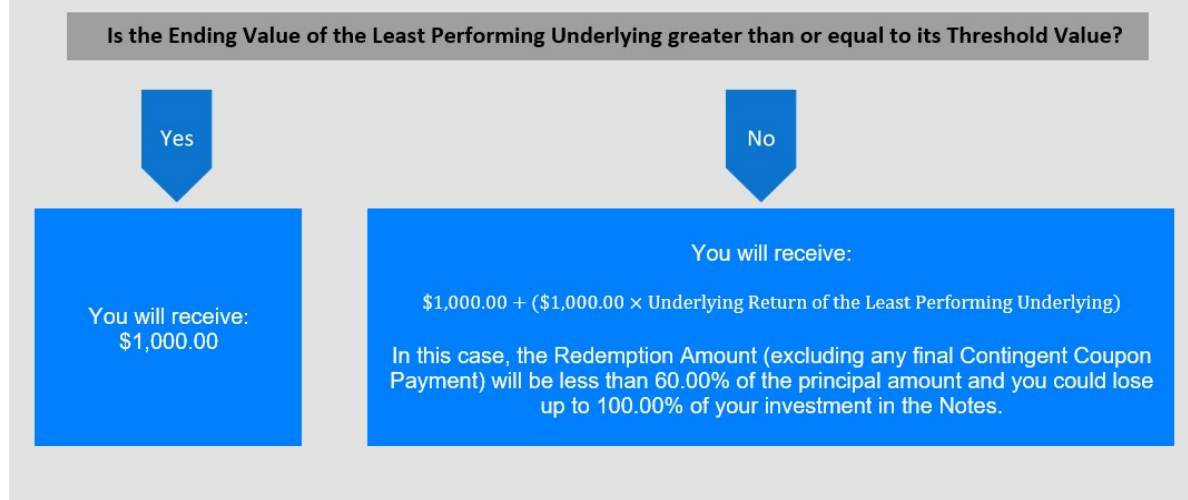 Is the Ending Value of the Least Performing Underlying greater than or equal to its Threshold Value?
Yes
No
You will receive:
$1,000.00
You will receive:
$1,000.00 + ($1,000.00 × Underlying Return of the Least Performing Underlying)
In this case, the Redemption Amount (excluding any final Contingent Coupon
Payment) will be less than 60.00% of the principal amount and you could lose
up to 100.00% of your investment in the Notes.